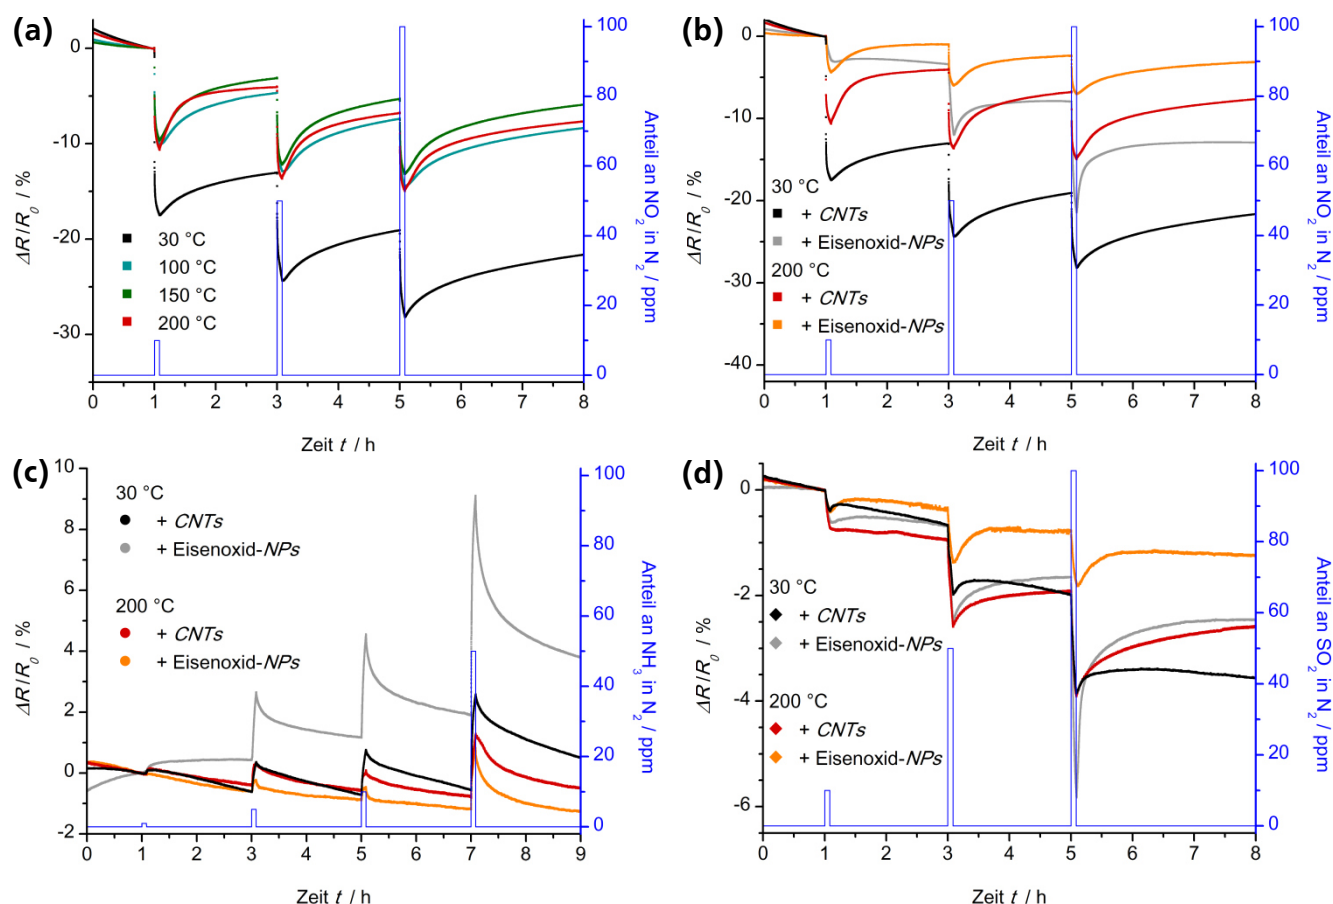 (a)
0
-10
-20
-30
ΔR/R0 / %
30 °C
100 °C
150 °C
200 °C
0 1 2 3 4 5 6 7 8
Zeit t / h
100
80
60
40
20
0
Anteil an NO2 in N2 / ppm
(b)
0
-10
-20
-30
-40
ΔR/R0 / %
30 °C
+ CNTs
+ Eisenoxid-NPs
200 °C
+ CNTs
+ Eisenoxid-NPs
0 1 2 3 4 5 6 7 8
Zeit t / h
100
80
60
40
20
0
Anteil an NO2 in N2 / ppm
(c)
10
8
6
4
2
0
-2
ΔR/R0 / %
30 °C
+ CNTs
+ Eisenoxid-NPs
200 °C
+ CNTs
+ Eisenoxid-NPs
0 1 2 3 4 5 6 7 8 9
Zeit t / h
100
80
60
40
20
0
Anteil an NH3 in N2 / ppm
(d)
0
-2
-4
-6
ΔR/R0 / %
30 °C
+ CNTs
+ Eisenoxid-NPs
200 °C
+ CNTs
+ Eisenoxid-NPs
0 1 2 3 4 5 6 7 8
Zeit t / h
100
80
60
40
20
0
Anteil an SO2 in N2 / ppm